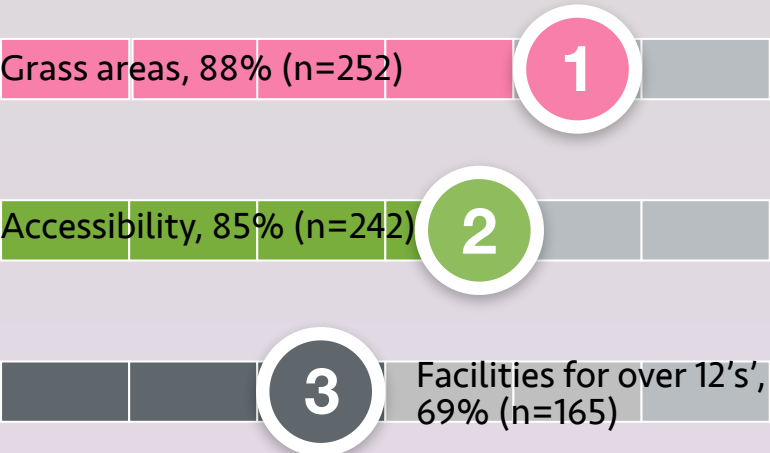 Grass areas, 88% (n=252)
1
Accessibility, 85% (n=242)
2
3
Facilities for over 12's',
69% (n=165)